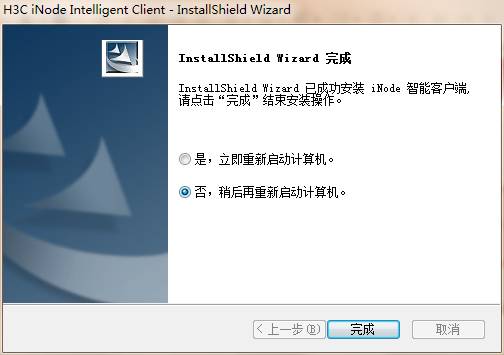 H3C iNode Intelligent Client - InstallShield Wizard
InstallShield Wizard 完成
InstallShield Wizard 已成功安装 iNode 智能客户端,
请点击“完成”结束安装操作。
是，立即重新启动计算机。
否，稍后再重新启动计算机。
< 上一步(B) 完成 取消